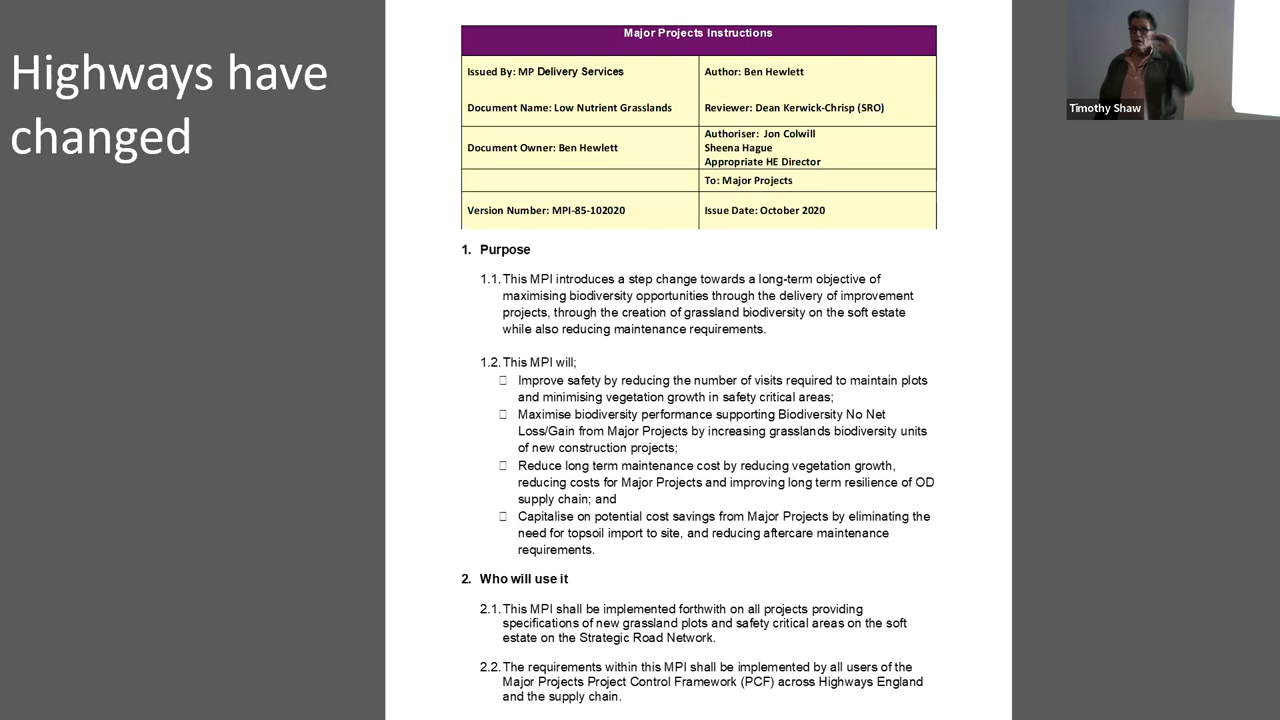 Highways have
changed
Major Projects Instructions
Issued By: MP Delivery Services
Author: Ben Hewlett
Document Name: Low Nutrient Grasslands
Reviewer: Dean Kerwick-Chrisp (SRO)
Document Owner: Ben Hewlett
Authoriser: Jon Colwill
Sheena Hague
Appropriate HE Director
To: Major Projects
Version Number: MPI-85-102020
Issue Date: October 2020
1. Purpose
1.1. This MPI introduces a step change towards a long-term objective of
maximising biodiversity opportunities through the delivery of improvement
projects, through the creation of grassland biodiversity on the soft estate
while also reducing maintenance requirements.
1.2. This MPI will;
Improve safety by reducing the number of visits required to maintain plots
and minimising vegetation growth in safety critical areas;
Maximise biodiversity performance supporting Biodiversity No Net
Loss/Gain from Major Projects by increasing grasslands biodiversity units
of new construction projects;
Reduce long term maintenance cost by reducing vegetation growth,
reducing costs for Major Projects and improving long term resilience of OD
supply chain; and
Capitalise on potential cost savings from Major Projects by eliminating the
need for topsoil import to site, and reducing aftercare maintenance
requirements.
2. Who will use it
2.1. This MPI shall be implemented forthwith on all projects providing
specifications of new grassland plots and safety critical areas on the soft
estate on the Strategic Road Network.
2.2. The requirements within this MPI shall be implemented by all users of the
Major Projects Project Control Framework (PCF) across Highways England
and the supply chain.
Timothy Shaw